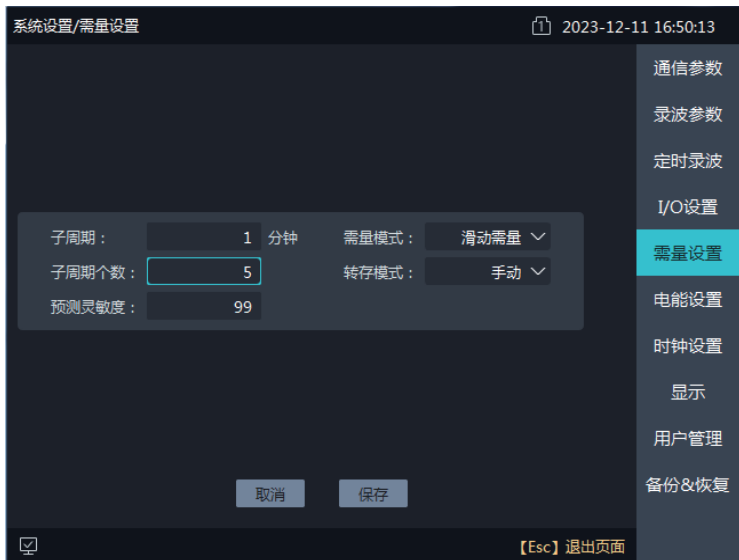 系统设置/需量设置
1 2023-12-11 16:50:13
通信参数
录波参数
定时录波
I/O设置
需量设置
电能设置
时钟设置
显示
用户管理
备份&恢复
子周期： 1 分钟 需量模式： 滑动需量
子周期个数： 5 转存模式： 手动
预测灵敏度： 99
取消 保存
【Esc】退出页面